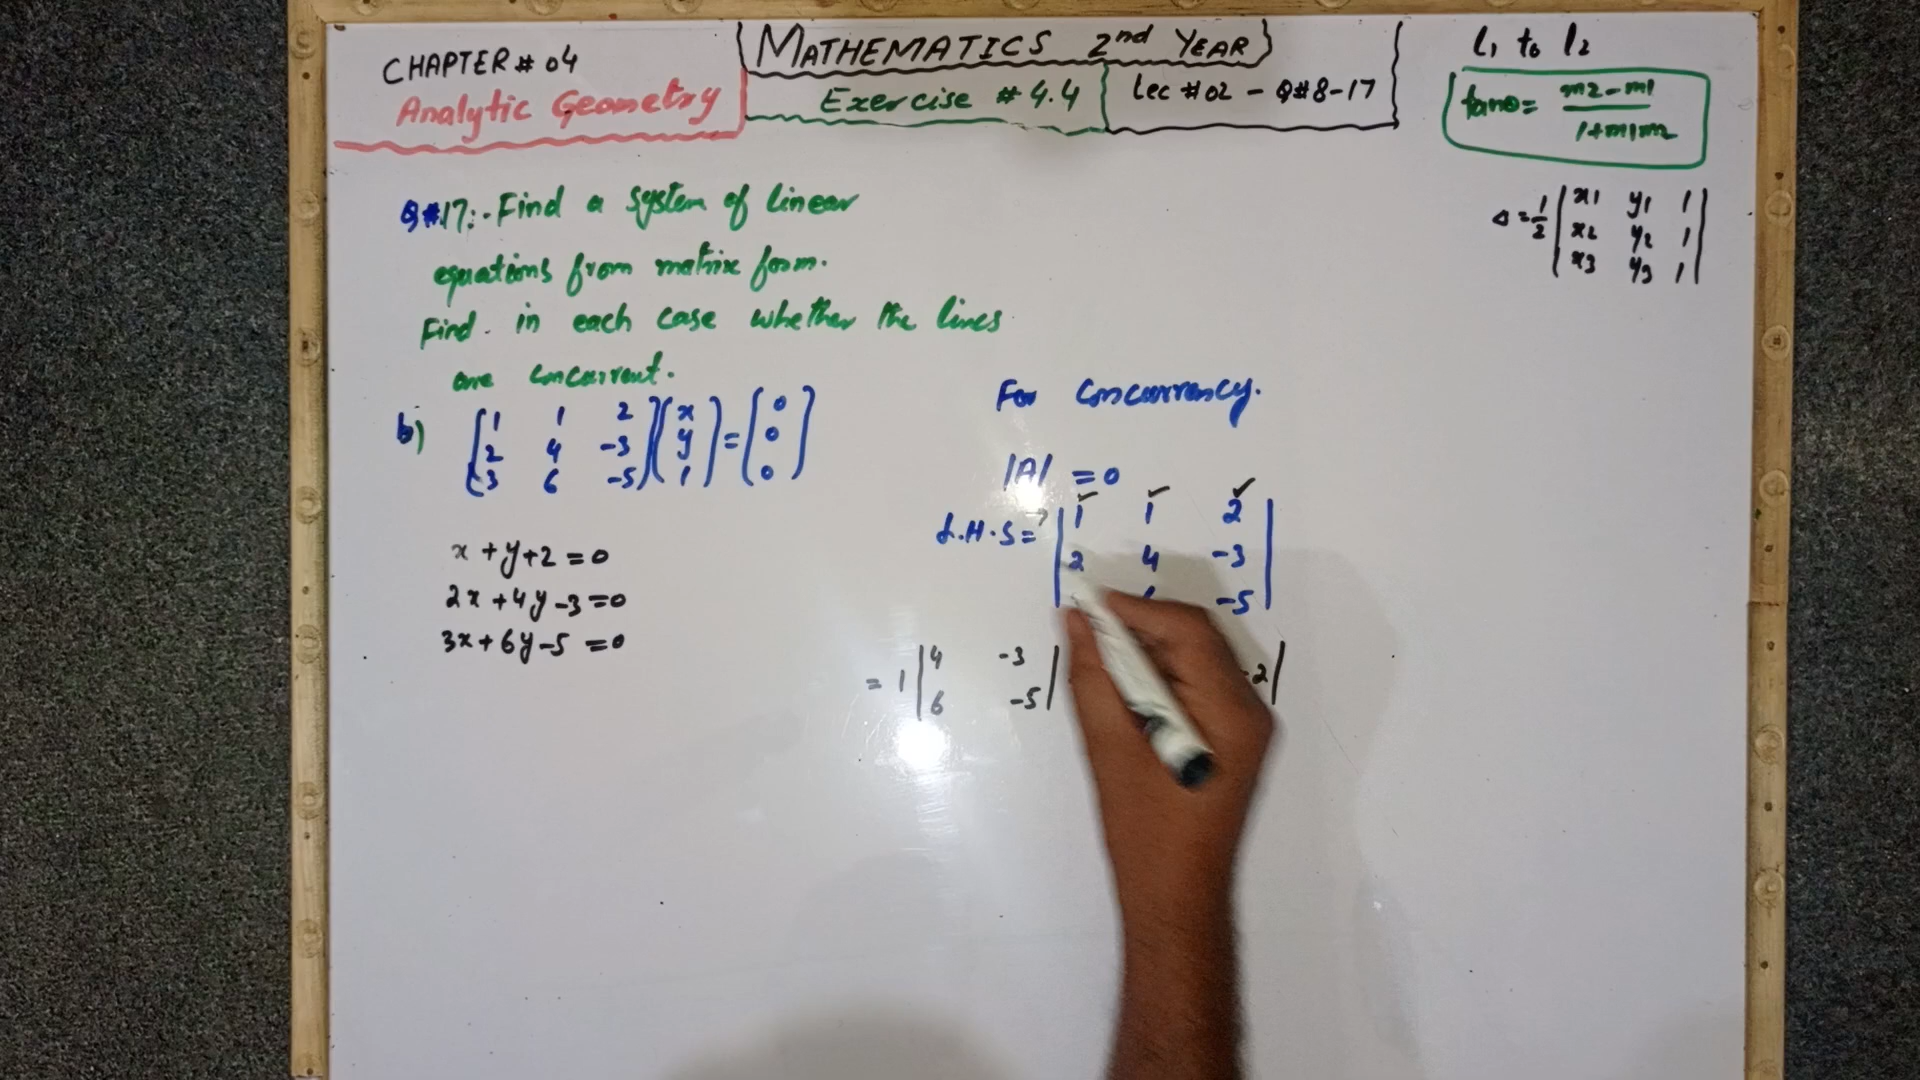 CHAPTER # 04
Analytic Geometry
MATHEMATICS 2nd YEAR
Exercise # 4.4
Lec # 02 - Q#8-17
l1 to l2
tanθ = m2-m1 / 1+m1m2
Δ = 1/2 | x1 y1 1 |
| x2 y2 1 |
| x3 y3 1 |
Q#17:- Find a system of linear
equations from matrix form.
Find in each case whether the lines
are concurrent.
b) [ 1 1 2 ] [ x ] = [ 0 ]
[ 2 4 -3 ] [ y ] [ 0 ]
[ 3 6 -5 ] [ 1 ] [ 0 ]
x + y + 2 = 0
2x + 4y - 3 = 0
3x + 6y - 5 = 0
For Concurrency.
|A| = 0
L.H.S = | 1 1 2 |
| 2 4 -3 |
-5 |
= 1 | 4 -3 |
| 6 -5 |
-2 |